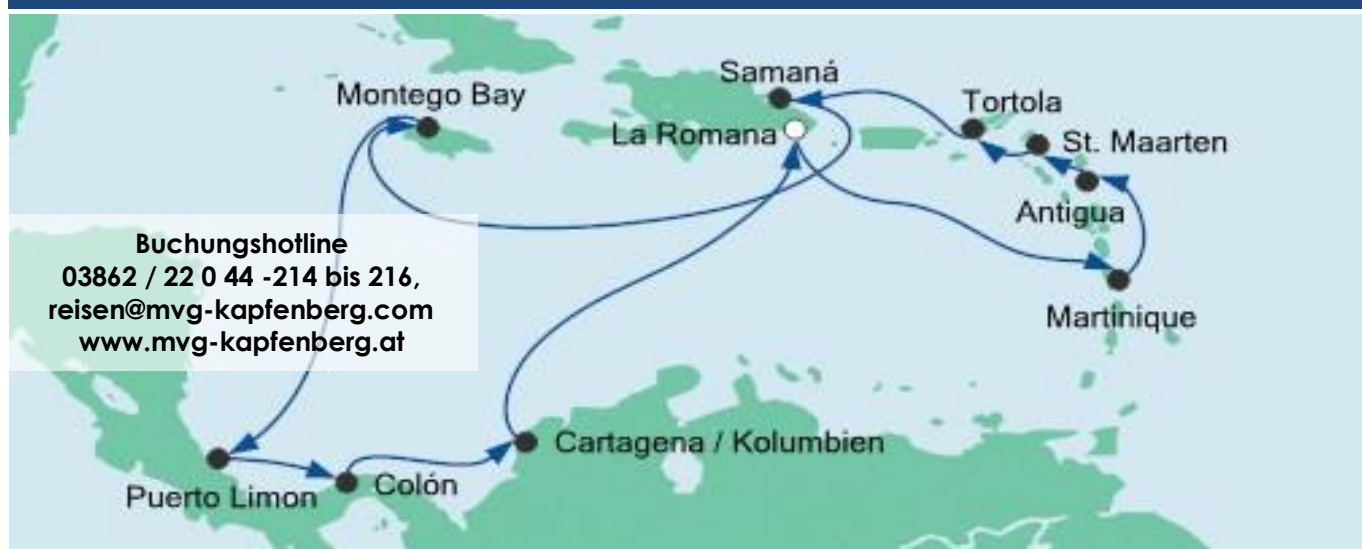 Samaná
Montego Bay
Tortola
La Romana
St. Maarten
Antigua
Buchungshotline
03862 / 22 0 44 -214 bis 216,
reisen@mvg-kapfenberg.com
www.mvg-kapfenberg.at
Martinique
Cartagena / Kolumbien
Colón
Puerto Limon